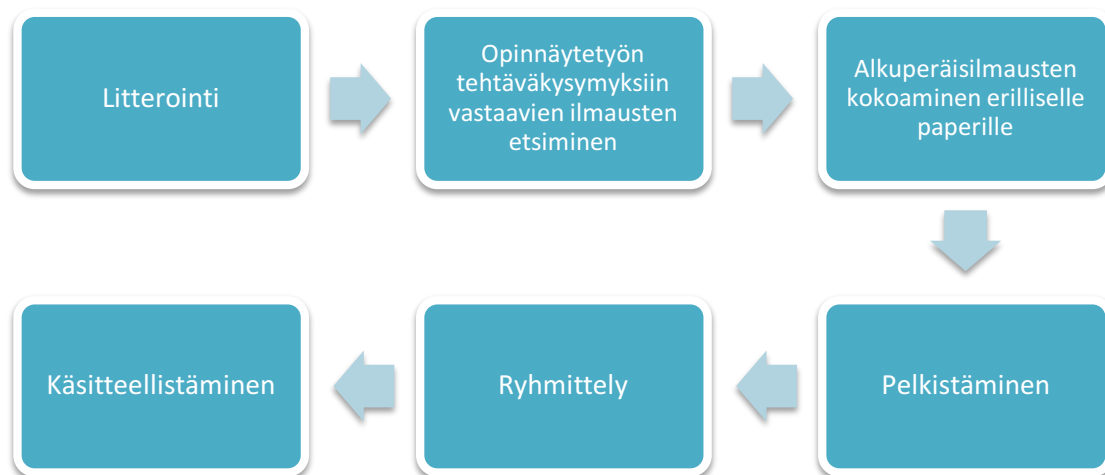 Litterointi
Opinnäytetyön
tehtäväkysymyksiin
vastaavien ilmausten
etsiminen
Alkuperäisilmausten
kokoaminen erilliselle
paperille
Pelkistäminen
Ryhmittely
Käsitteellistäminen